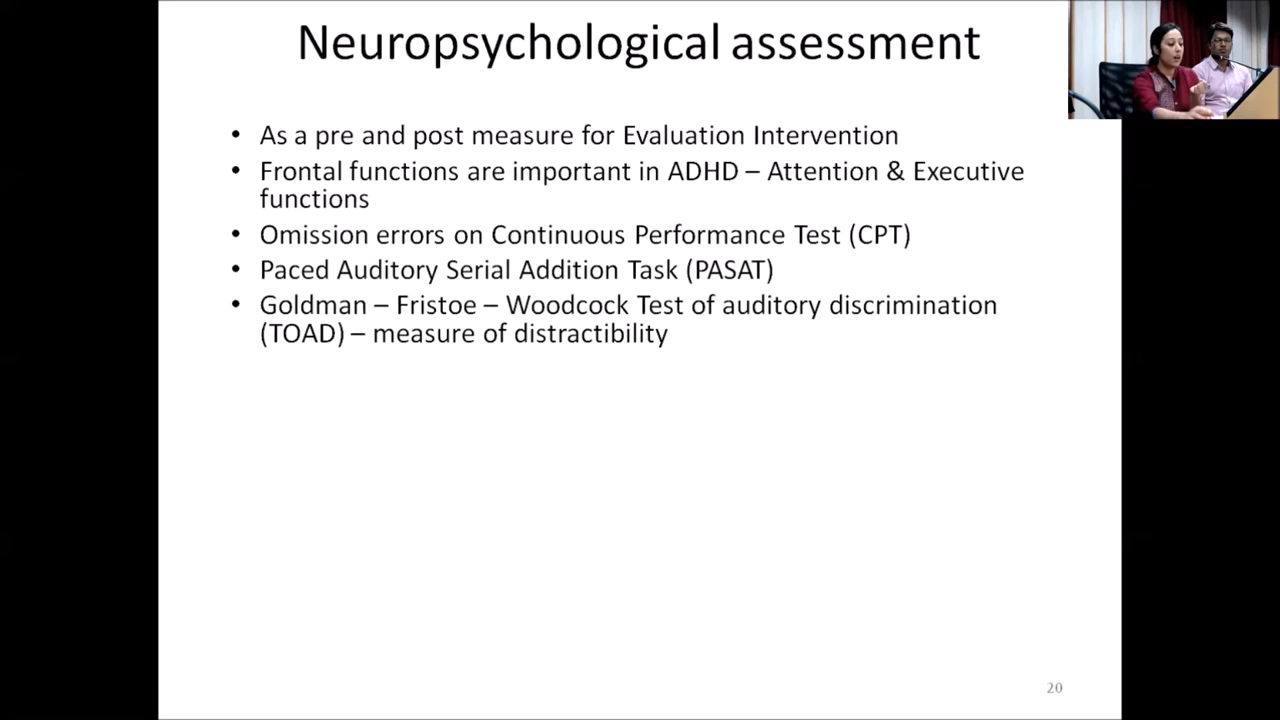 Neuropsychological assessment
• As a pre and post measure for Evaluation Intervention
• Frontal functions are important in ADHD – Attention & Executive
functions
• Omission errors on Continuous Performance Test (CPT)
• Paced Auditory Serial Addition Task (PASAT)
• Goldman – Fristoe – Woodcock Test of auditory discrimination
(TOAD) – measure of distractibility
20